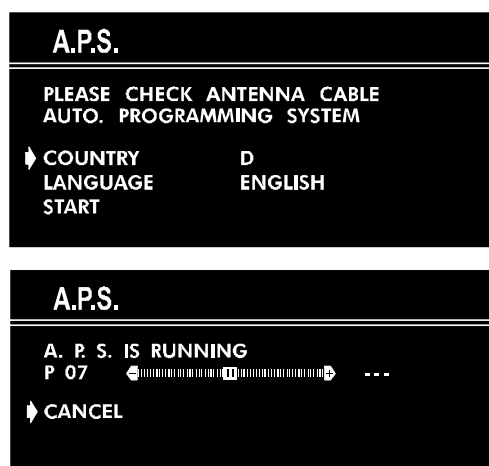 A.P.S.
PLEASE CHECK ANTENNA CABLE
AUTO. PROGRAMMING SYSTEM
COUNTRY D
LANGUAGE ENGLISH
START
A.P.S.
A. P. S. IS RUNNING
P 07 - + ---
CANCEL